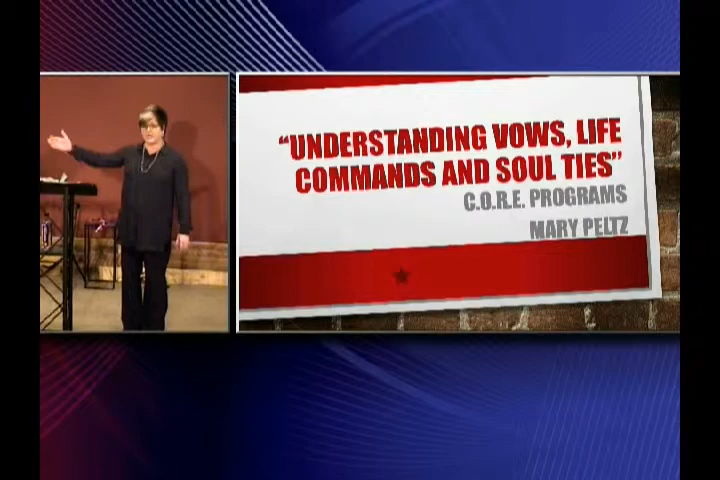 “UNDERSTANDING VOWS, LIFE
COMMANDS AND SOUL TIES”
C.O.R.E. PROGRAMS
MARY PELTZ